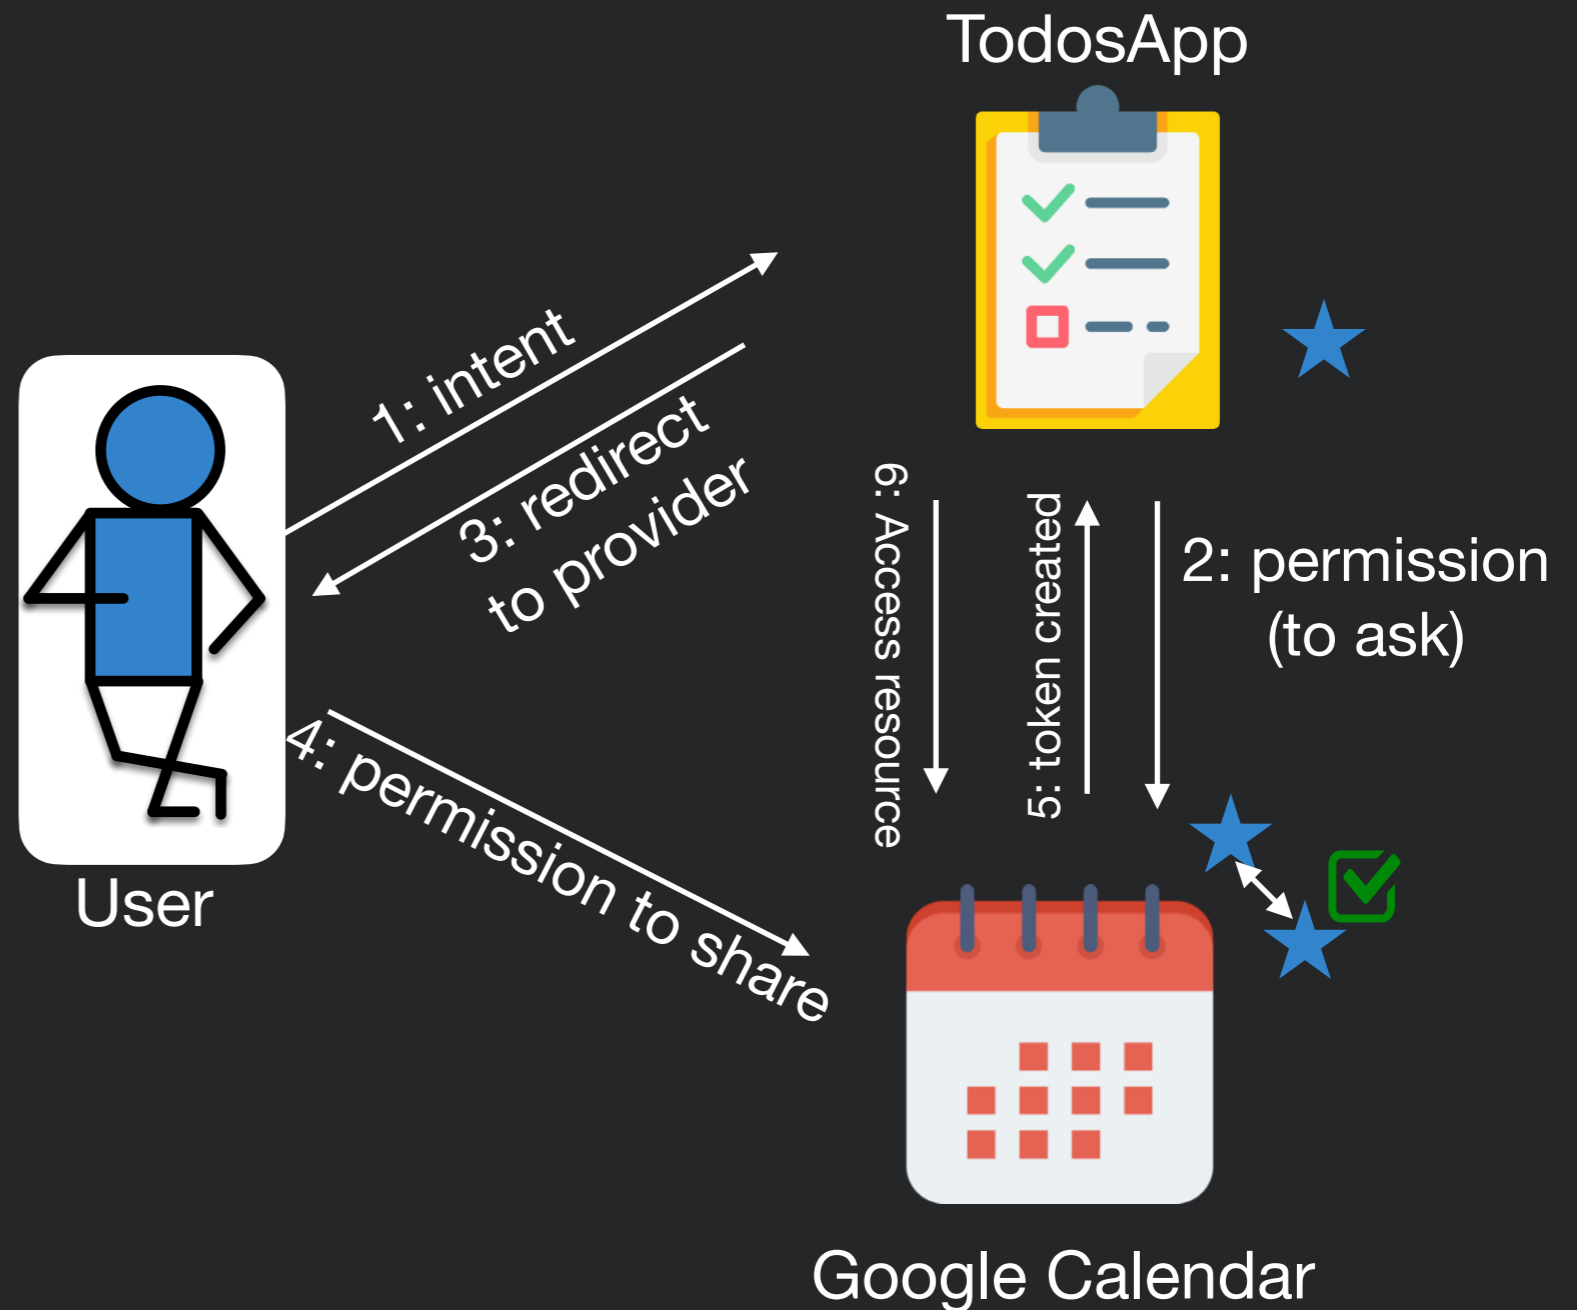 TodosApp
1: intent
3: redirect
to provider
6: Access resource
5: token created
2: permission
(to ask)
4: permission to share
User
Google Calendar